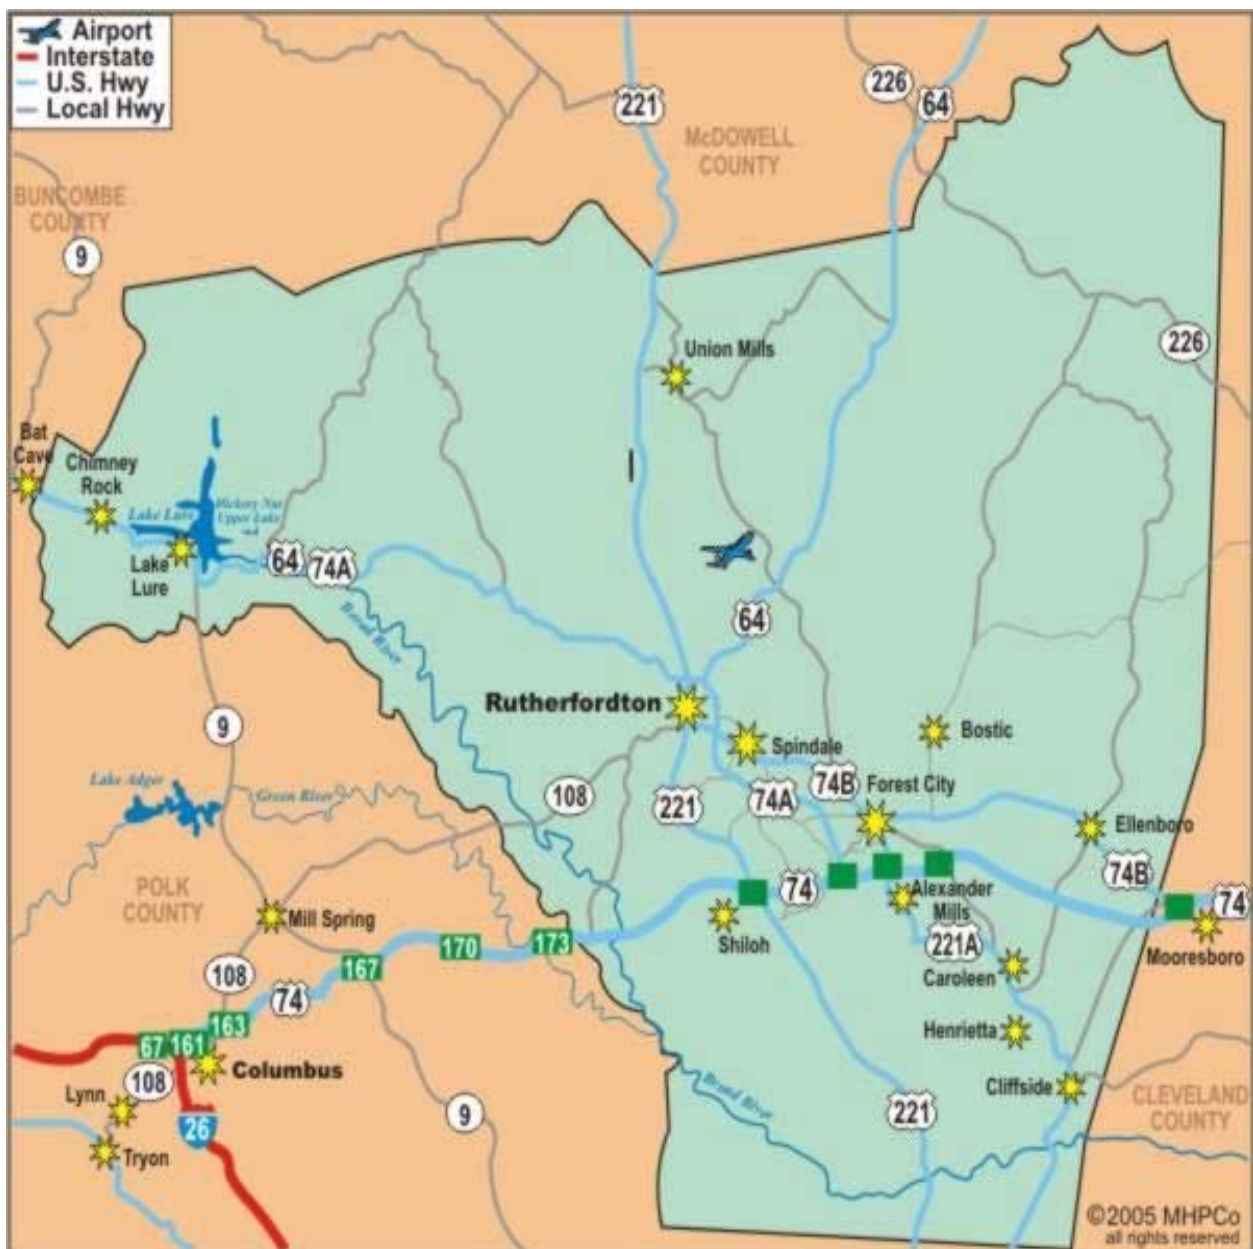 Airport
Interstate
U.S. Hwy
Local Hwy
221
226
64
McDOWELL
COUNTY
BUNCOMBE
COUNTY
9
226
Union Mills
Bat
Cave
Chimney
Rock
Lake Lure
Hickory Nut
Upper Lake
Lake
Lure
64
74A
Broad River
64
Rutherfordton
9
Spindale
Bostic
Lake Adger
Green River
108
221
74A
74B
Forest City
Ellenboro
74B
POLK
COUNTY
74
Alexander
Mills
74
Mill Spring
Shiloh
221A
Mooresboro
173
170
167
Caroleen
108
74
163
161
67
Henrietta
Columbus
108
Lynn
Broad River
Cliffside
CLEVELAND
COUNTY
9
221
26
Tryon
©2005 MHPCo
all rights reserved